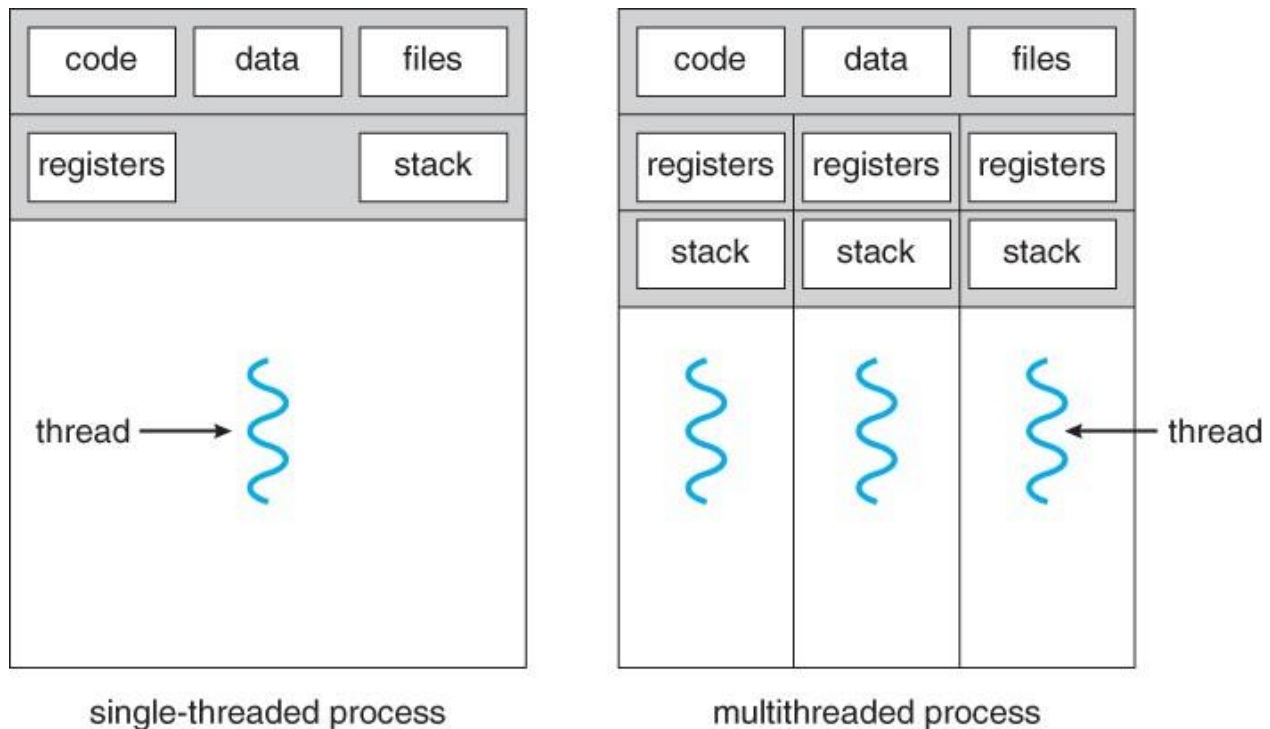 code data files
registers stack
thread
single-threaded process
code data files
registers registers registers
stack stack stack
thread
multithreaded process